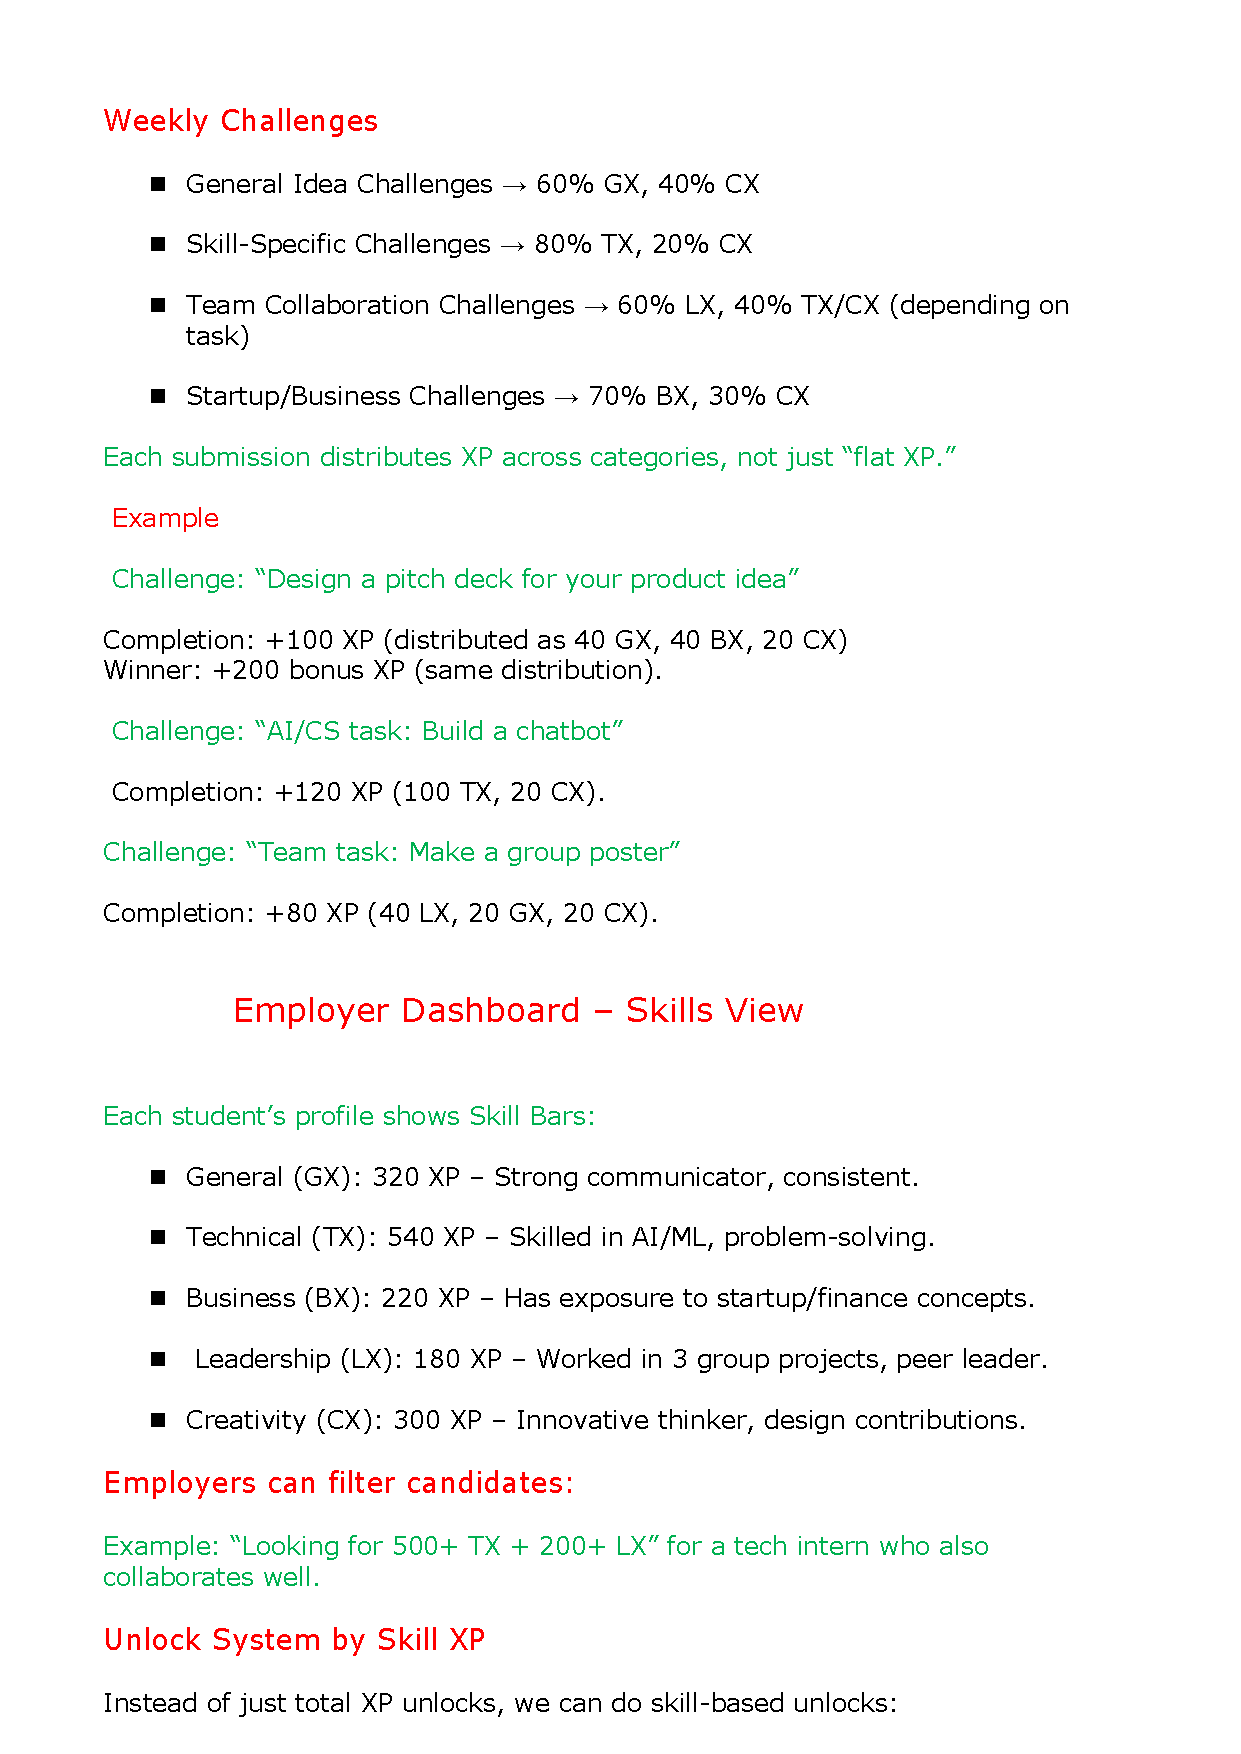 Weekly Challenges
■ General Idea Challenges → 60% GX, 40% CX
■ Skill-Specific Challenges → 80% TX, 20% CX
■ Team Collaboration Challenges → 60% LX, 40% TX/CX (depending on
task)
■ Startup/Business Challenges → 70% BX, 30% CX
Each submission distributes XP across categories, not just “flat XP.”
Example
Challenge: “Design a pitch deck for your product idea”
Completion: +100 XP (distributed as 40 GX, 40 BX, 20 CX)
Winner: +200 bonus XP (same distribution).
Challenge: “AI/CS task: Build a chatbot”
Completion: +120 XP (100 TX, 20 CX).
Challenge: “Team task: Make a group poster”
Completion: +80 XP (40 LX, 20 GX, 20 CX).
Employer Dashboard – Skills View
Each student’s profile shows Skill Bars:
■ General (GX): 320 XP – Strong communicator, consistent.
■ Technical (TX): 540 XP – Skilled in AI/ML, problem-solving.
■ Business (BX): 220 XP – Has exposure to startup/finance concepts.
■ Leadership (LX): 180 XP – Worked in 3 group projects, peer leader.
■ Creativity (CX): 300 XP – Innovative thinker, design contributions.
Employers can filter candidates:
Example: “Looking for 500+ TX + 200+ LX” for a tech intern who also
collaborates well.
Unlock System by Skill XP
Instead of just total XP unlocks, we can do skill-based unlocks: